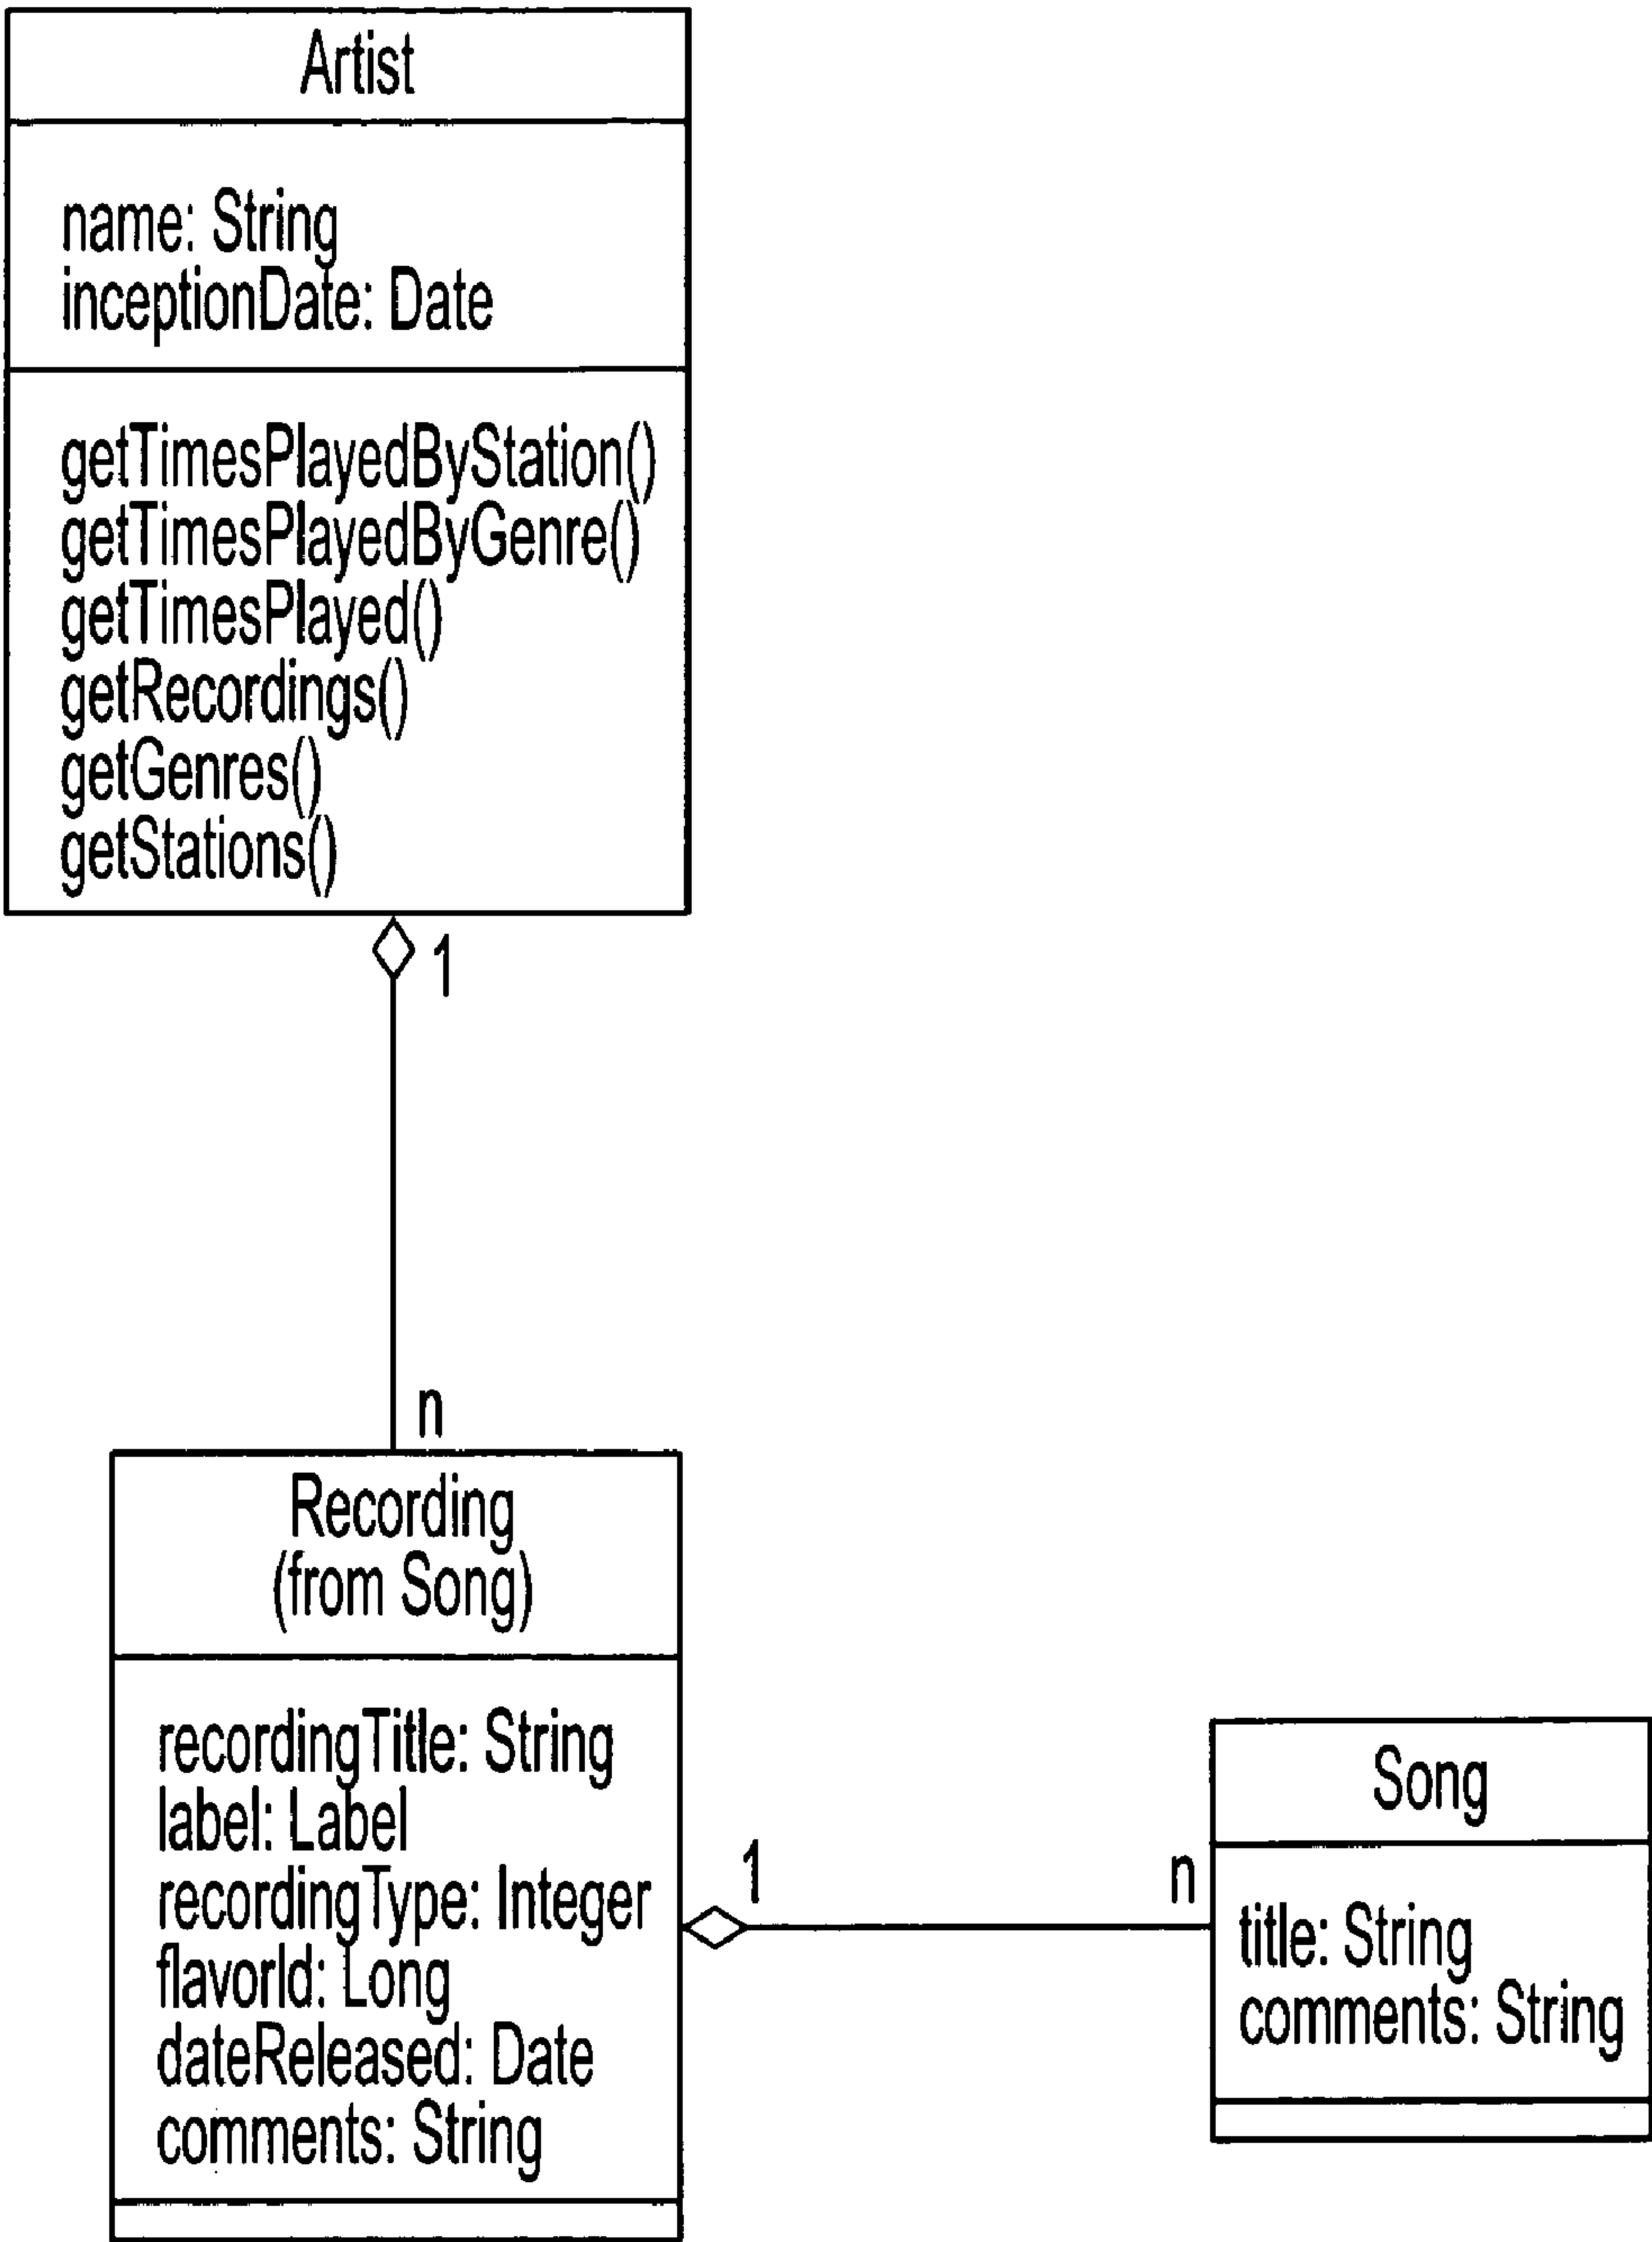 Artist
name: String
inceptionDate: Date
getTimesPlayedByStation()
getTimesPlayedByGenre()
getTimesPlayed()
getRecordings()
getGenres()
getStations()
1
n
Recording
(from Song)
recordingTitle: String
label: Label
recordingType: Integer
flavorId: Long
dateReleased: Date
comments: String
1
n
Song
title: String
comments: String